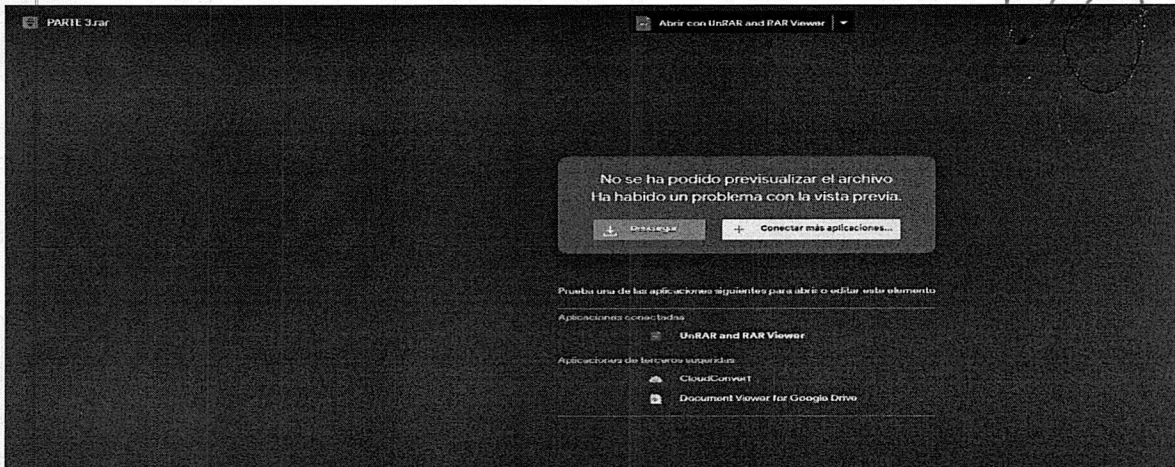 PARTE 3.rar
Abrir con UnRAR and RAR Viewer
No se ha podido previsualizar el archivo
Ha habido un problema con la vista previa.
Descargar
+ Conectar más aplicaciones...
Prueba una de las aplicaciones siguientes para abrir o editar este elemento
Aplicaciones conectadas
UnRAR and RAR Viewer
Aplicaciones de terceros sugeridas
CloudConvert
Document Viewer for Google Drive